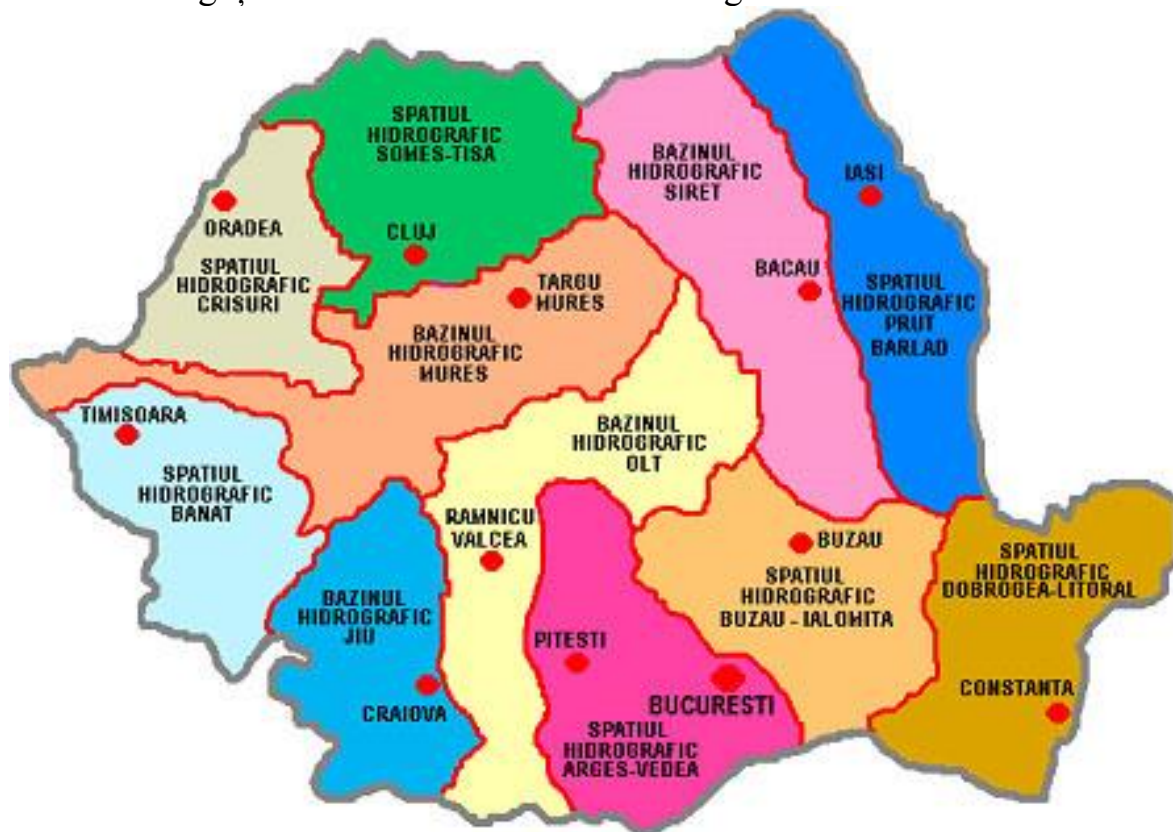 SPATIUL
HIDROGRAFIC
SOMES-TISA
BAZINUL
HIDROGRAFIC
SIRET
IASI
ORADEA
CLUJ
SPATIUL
HIDROGRAFIC
CRISURI
TARGU
MURES
BACAU
SPATIUL
HIDROGRAFIC
PRUT
BARLAD
BAZINUL
HIDROGRAFIC
MURES
TIMISOARA
BAZINUL
HIDROGRAFIC
OLT
SPATIUL
HIDROGRAFIC
BANAT
RAMNICU
VALCEA
BUZAU
SPATIUL
HIDROGRAFIC
DOBROGEA-LITORAL
BAZINUL
HIDROGRAFIC
JIU
SPATIUL
HIDROGRAFIC
BUZAU - IALOMITA
PITESTI
CRAIOVA
BUCURESTI
CONSTANTA
SPATIUL
HIDROGRAFIC
ARGES-VEDEA